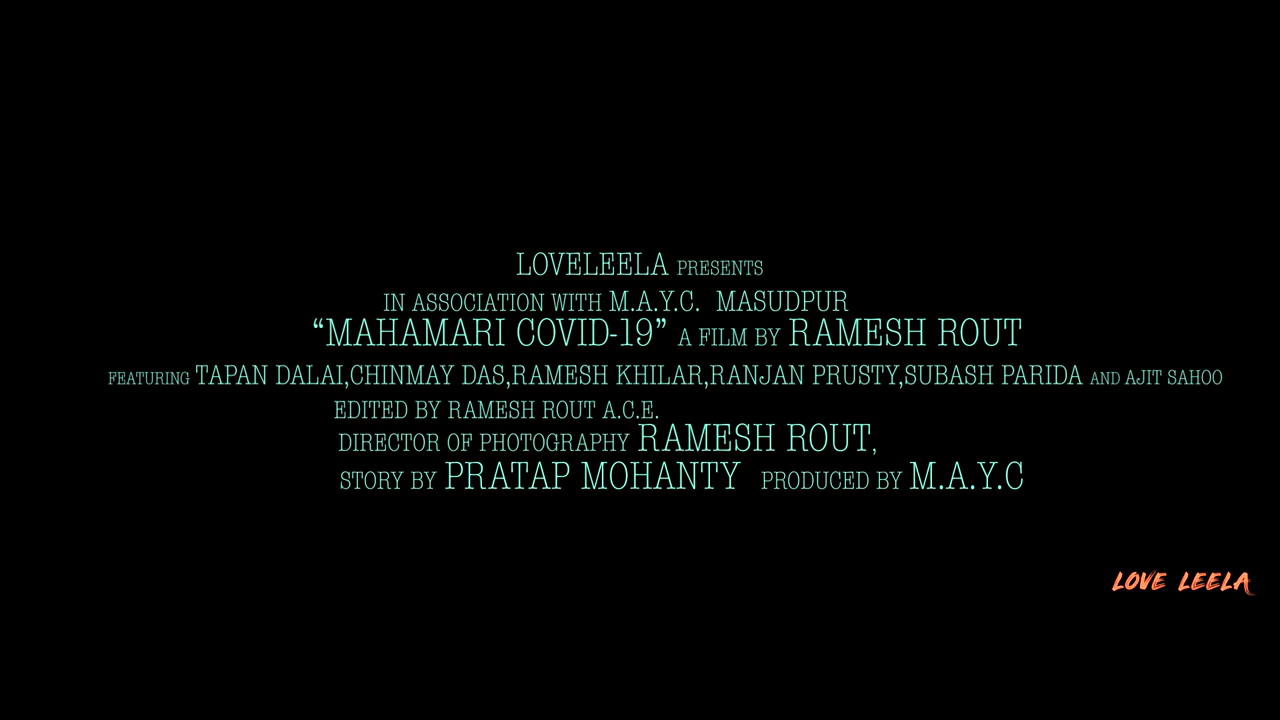 LOVELEELA PRESENTS
IN ASSOCIATION WITH M.A.Y.C. MASUDPUR
“MAHAMARI COVID-19” A FILM BY RAMESH ROUT
FEATURING TAPAN DALAI,CHINMAY DAS,RAMESH KHILAR,RANJAN PRUSTY,SUBASH PARIDA AND AJIT SAHOO
EDITED BY RAMESH ROUT A.C.E.
DIRECTOR OF PHOTOGRAPHY RAMESH ROUT,
STORY BY PRATAP MOHANTY PRODUCED BY M.A.Y.C
LOVE LEELA